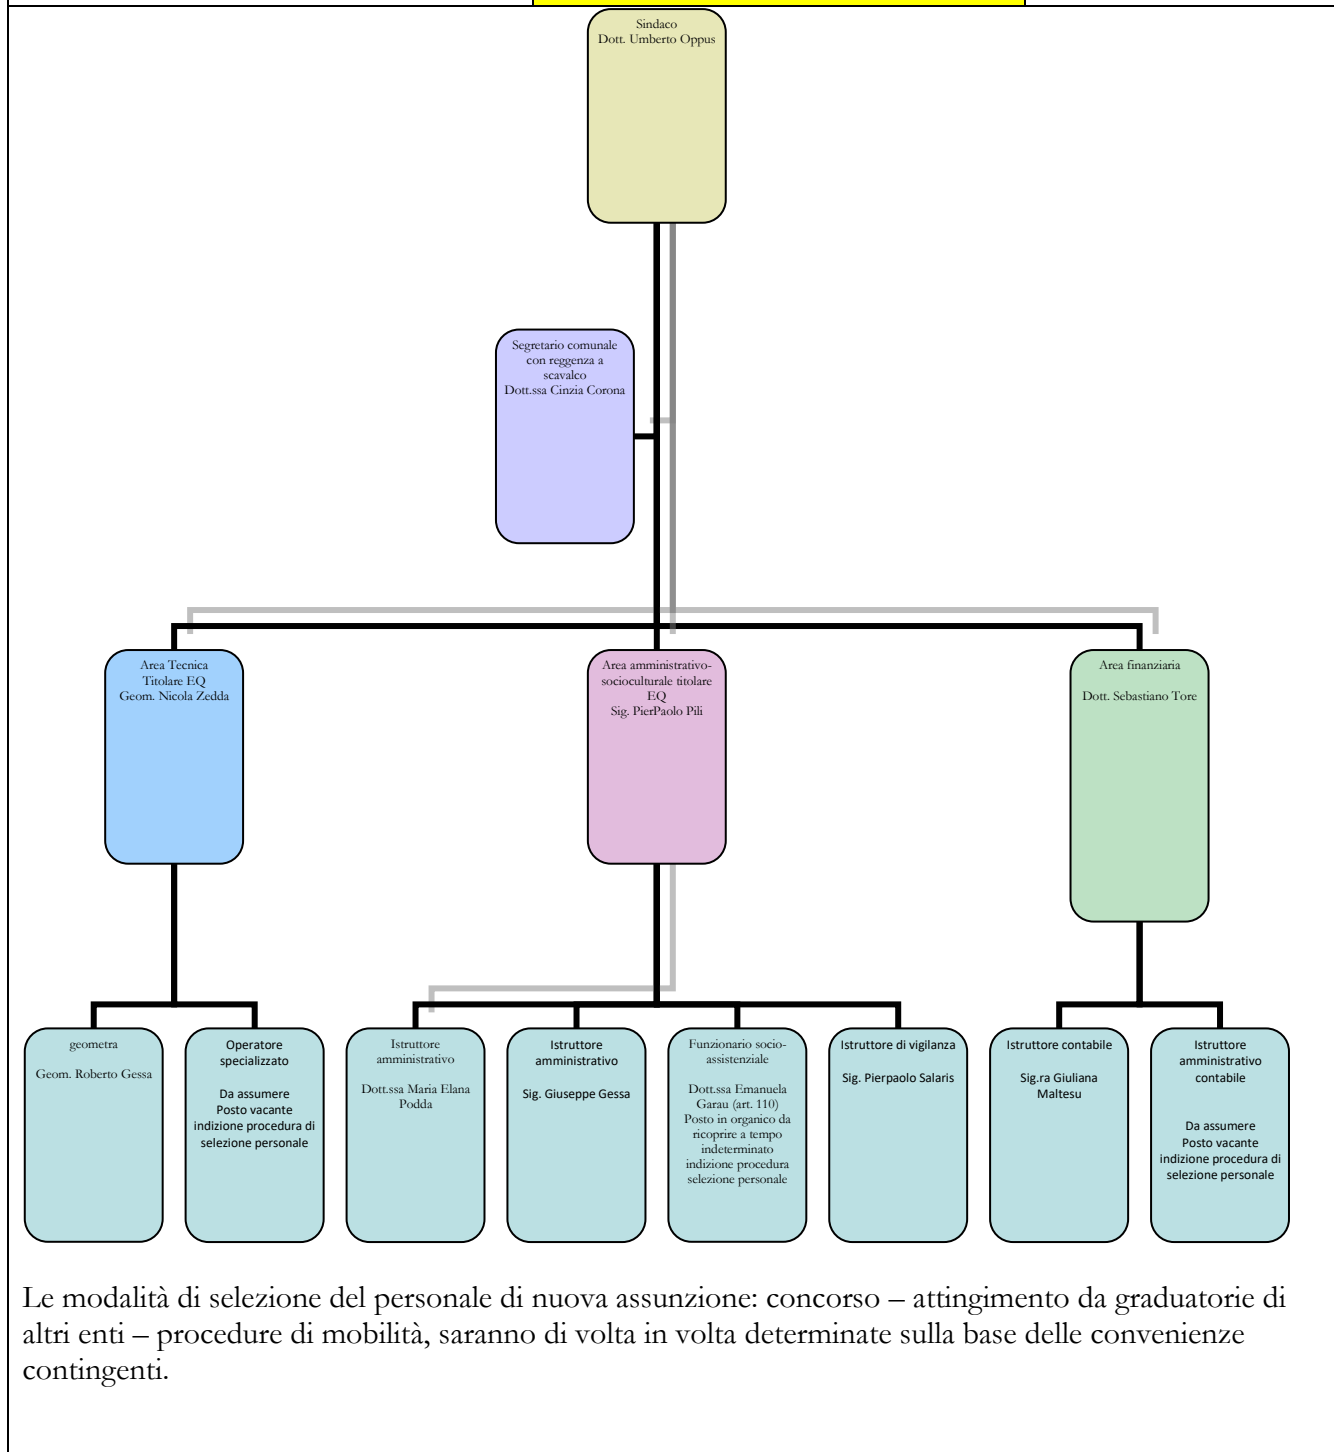 Sindaco
Dott. Umberto Oppus
Segretario comunale
con reggenza a
scavalco
Dott.ssa Cinzia Corona
Area Tecnica
Titolare EQ
Geom. Nicola Zedda
Area amministrativo-
socioculturale titolare
EQ
Sig. PierPaolo Pili
Area finanziaria
Dott. Sebastiano Tore
geometra
Geom. Roberto Gessa
Operatore
specializzato
Da assumere
Posto vacante
indizione procedura di
selezione personale
Istruttore
amministrativo
Dott.ssa Maria Elana
Podda
Istruttore
amministrativo
Sig. Giuseppe Gessa
Funzionario socio-
assistenziale
Dott.ssa Emanuela
Garau (art. 110)
Posto in organico da
ricoprire a tempo
indeterminato
indizione procedura
selezione personale
Istruttore di vigilanza
Sig. Pierpaolo Salaris
Istruttore contabile
Sig.ra Giuliana
Maltesu
Istruttore
amministrativo
contabile
Da assumere
Posto vacante
indizione procedura di
selezione personale
Le modalità di selezione del personale di nuova assunzione: concorso – attingimento da graduatorie di
altri enti – procedure di mobilità, saranno di volta in volta determinate sulla base delle convenienze
contingenti.